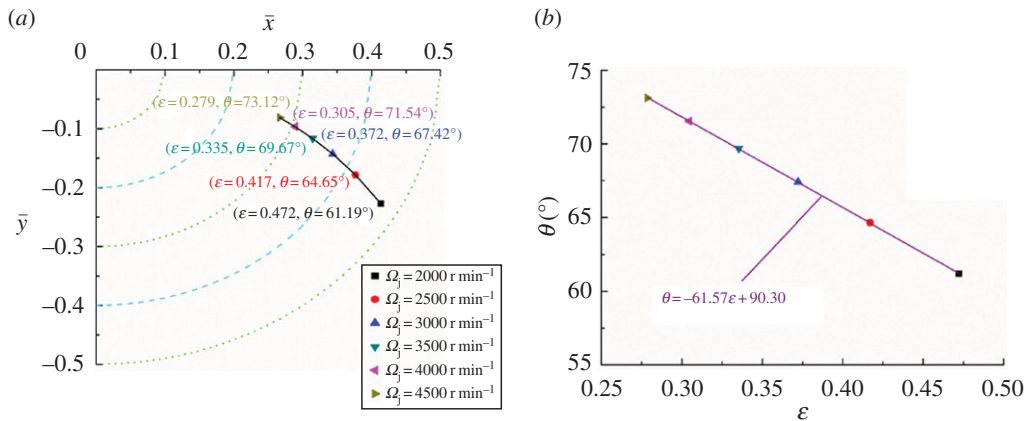 (a)
x̄
0 0.1 0.2 0.3 0.4 0.5
–0.1
–0.2
–0.3
–0.4
–0.5
ȳ
(ε=0.279, θ=73.12°)
(ε=0.305, θ=71.54°)
(ε=0.372, θ=67.42°)
(ε=0.335, θ=69.67°)
(ε=0.417, θ=64.65°)
(ε=0.472, θ=61.19°)
Ωj=2000 r min⁻¹
Ωj=2500 r min⁻¹
Ωj=3000 r min⁻¹
Ωj=3500 r min⁻¹
Ωj=4000 r min⁻¹
Ωj=4500 r min⁻¹
(b)
75
70
65
60
55
θ(°)
θ=–61.57ε+90.30
0.25 0.30 0.35 0.40 0.45 0.50
ε